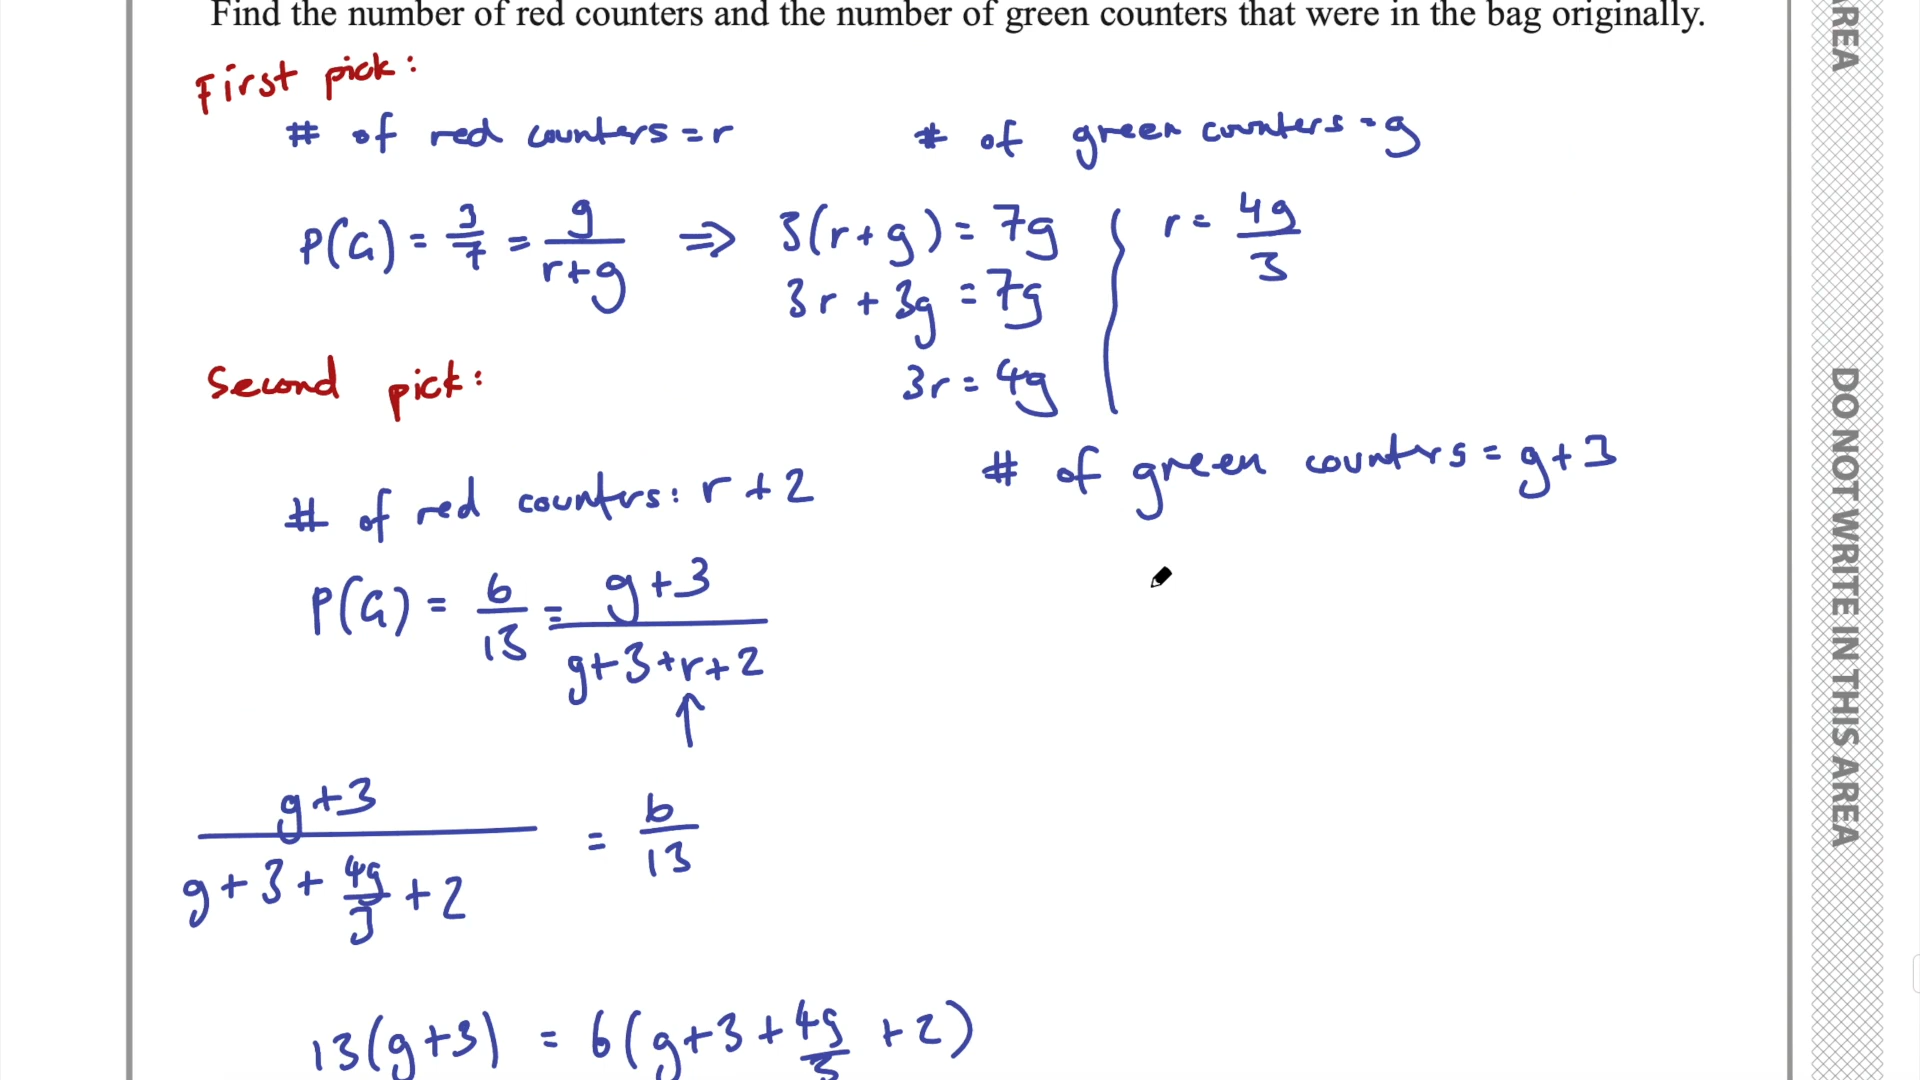 Find the number of red counters and the number of green counters that were in the bag originally.
First pick:
# of red counters = r
# of green counters = g
P(G) = 3/7 = g/(r+g) ⇒ 3(r+g) = 7g
3r + 3g = 7g
3r = 4g
r = 4g/3
Second pick:
# of red counters: r + 2
# of green counters = g+3
P(G) = 6/13 = (g+3)/(g+3+r+2)
↑
(g+3)/(g+3+4g/3+2) = 6/13
13(g+3) = 6(g+3+4g/3+2)
AREA
DO NOT WRITE IN THIS AREA